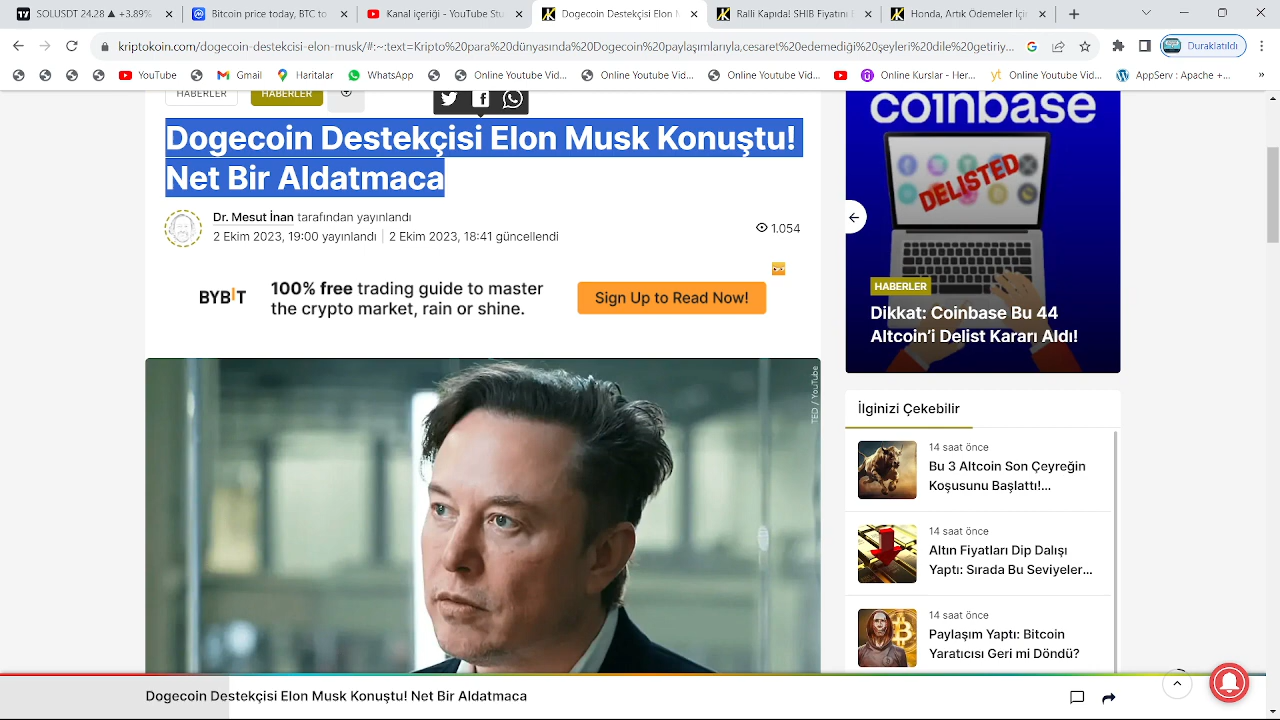 SOLUSDT 24.28 ▲ +3.89%
Bitcoin price today, BTC to
Kanal içeriği - YouTube Stu
Dogecoin Destekçisi Elon M
Ralli Kapıda! SHIB Fiyatını E
Honda, Artık Ödemeler İçin
kriptokoin.com/dogecoin-destekcisi-elon-musk/#:~:text=Kripto%20para%20dünyasında%20Dogecoin%20paylaşımlarıyla,cesaret%20edemediği%20şeyleri%20dile%20getiriy...
Duraklatıldı
YouTube
Gmail
Haritalar
WhatsApp
Online Youtube Vid...
Online Youtube Vid...
Online Youtube Vid...
Online Kurslar - Her...
Online Youtube Vid...
AppServ : Apache +...
HABERLER
HABERLER
Dogecoin Destekçisi Elon Musk Konuştu!
Net Bir Aldatmaca
Dr. Mesut İnan tarafından yayınlandı
2 Ekim 2023, 19:00 yayınlandı | 2 Ekim 2023, 18:41 güncellendi
1.054
BYBIT
100% free trading guide to master
the crypto market, rain or shine.
Sign Up to Read Now!
TED / YouTube
coinbase
DELISTED
HABERLER
Dikkat: Coinbase Bu 44
Altcoin'i Delist Kararı Aldı!
İlginizi Çekebilir
14 saat önce
Bu 3 Altcoin Son Çeyreğin
Koşusunu Başlattı!...
14 saat önce
Altın Fiyatları Dip Dalışı
Yaptı: Sırada Bu Seviyeler...
14 saat önce
Paylaşım Yaptı: Bitcoin
Yaratıcısı Geri mi Döndü?
Dogecoin Destekçisi Elon Musk Konuştu! Net Bir Aldatmaca